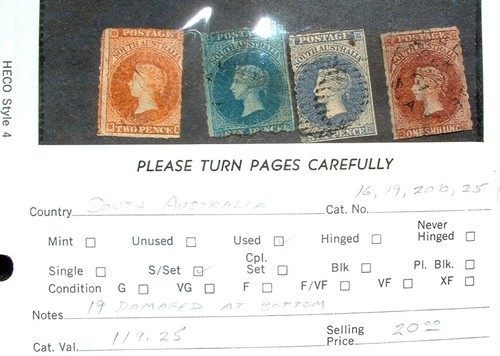 HECO Style 4
POSTAGE POSTAGE POSTAGE POSTAGE
SOUTH AUSTRALIA SOUTH AUSTRALIA SOUTH AUSTRALIA SOUTH AUSTRALIA
TWO PENCE SIX PENCE PENCE ONE SHILLING
PLEASE TURN PAGES CAREFULLY
Country SOUTH AUSTRALIA Cat. No. 16, 19, 20b, 25
Mint Unused Used Hinged Never Hinged
Single S/Set Cpl. Set Blk Pl. Blk.
Condition G VG F F/VF VF XF
Notes 19 DAMAGED AT BOTTOM
Cat. Val. 119.25 Selling Price 20.00